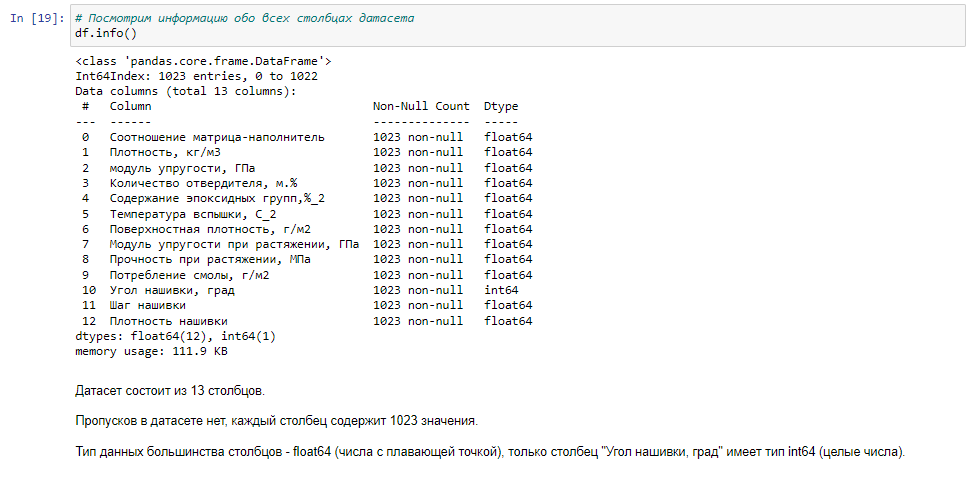 In [19]: # Посмотрим информацию обо всех столбцах датасета
df.info()
<class 'pandas.core.frame.DataFrame'>
Int64Index: 1023 entries, 0 to 1022
Data columns (total 13 columns):
 #   Column                                Non-Null Count  Dtype
---  ------                                --------------  -----
 0   Соотношение матрица-наполнитель       1023 non-null   float64
 1   Плотность, кг/м3                      1023 non-null   float64
 2   модуль упругости, ГПа                 1023 non-null   float64
 3   Количество отвердителя, м.%           1023 non-null   float64
 4   Содержание эпоксидных групп,%_2       1023 non-null   float64
 5   Температура вспышки, С_2              1023 non-null   float64
 6   Поверхностная плотность, г/м2         1023 non-null   float64
 7   Модуль упругости при растяжении, ГПа  1023 non-null   float64
 8   Прочность при растяжении, МПа         1023 non-null   float64
 9   Потребление смолы, г/м2               1023 non-null   float64
 10  Угол нашивки, град                    1023 non-null   int64
 11  Шаг нашивки                           1023 non-null   float64
 12  Плотность нашивки                     1023 non-null   float64
dtypes: float64(12), int64(1)
memory usage: 111.9 KB
Датасет состоит из 13 столбцов.
Пропусков в датасете нет, каждый столбец содержит 1023 значения.
Тип данных большинства столбцов - float64 (числа с плавающей точкой), только столбец "Угол нашивки, град" имеет тип int64 (целые числа).